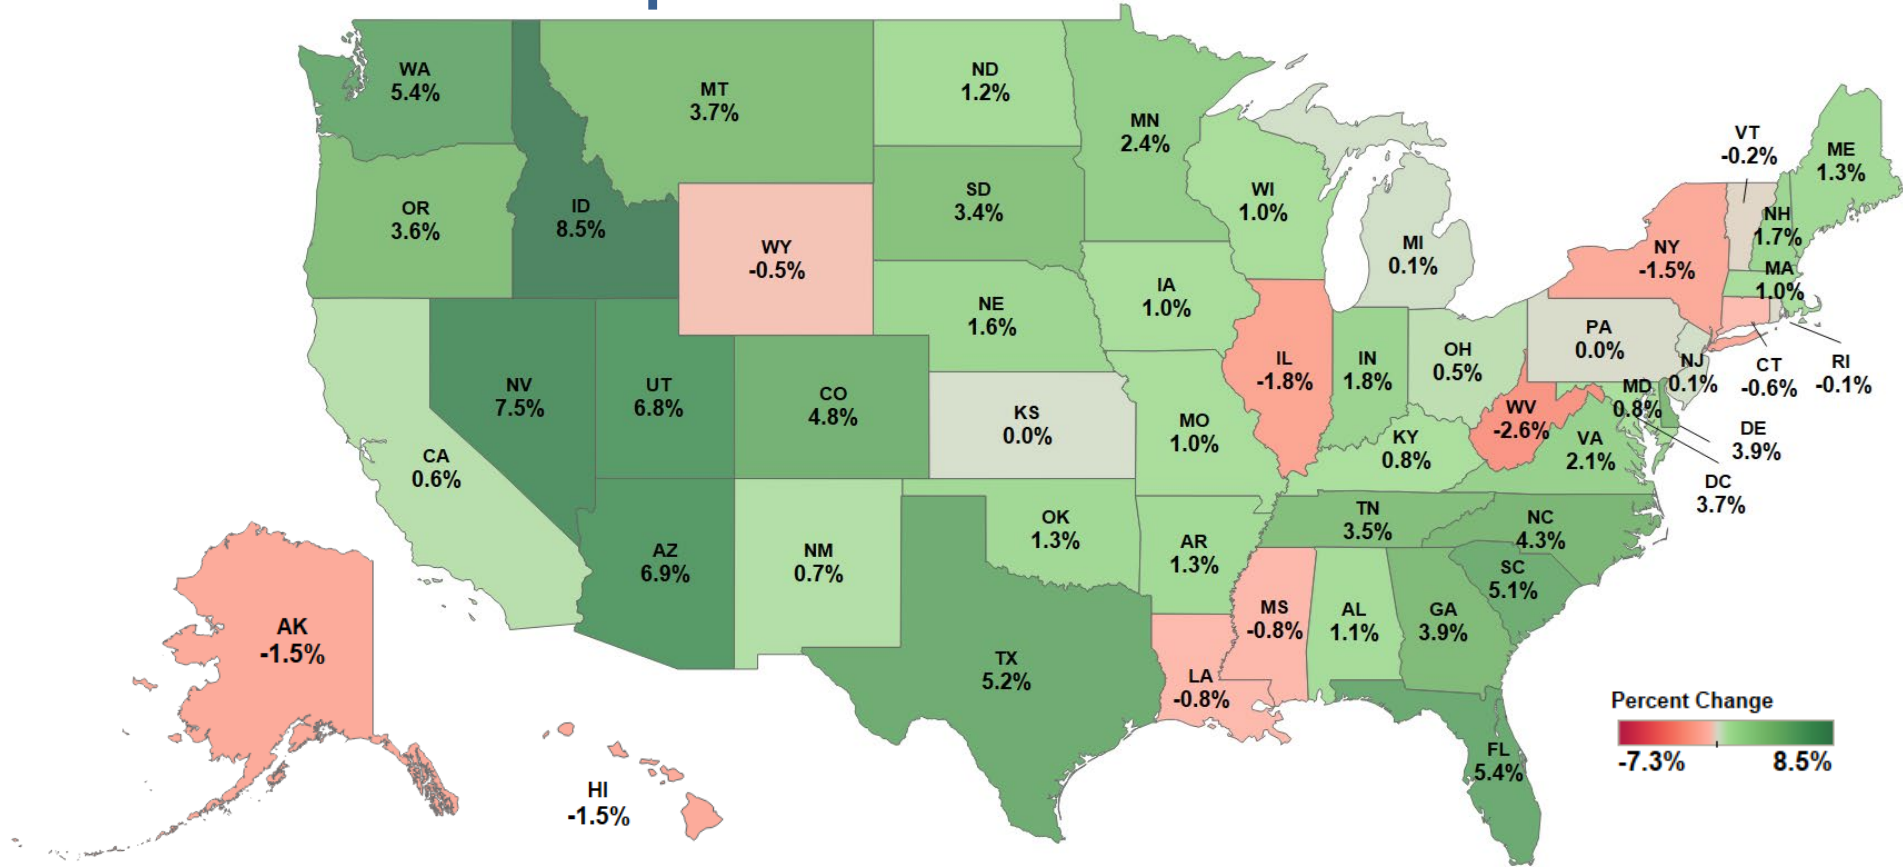 WA
5.4%
MT
3.7%
ND
1.2%
MN
2.4%
VT
-0.2%
ME
1.3%
OR
3.6%
ID
8.5%
WY
-0.5%
SD
3.4%
WI
1.0%
MI
0.1%
NY
-1.5%
NH
1.7%
MA
1.0%
NE
1.6%
IA
1.0%
IL
-1.8%
IN
1.8%
OH
0.5%
PA
0.0%
NJ
0.1%
CT
-0.6%
RI
-0.1%
NV
7.5%
UT
6.8%
CO
4.8%
KS
0.0%
MO
1.0%
KY
0.8%
WV
-2.6%
VA
2.1%
MD
0.8%
DE
3.9%
DC
3.7%
CA
0.6%
AZ
6.9%
NM
0.7%
OK
1.3%
AR
1.3%
TN
3.5%
NC
4.3%
SC
5.1%
AK
-1.5%
TX
5.2%
LA
-0.8%
MS
-0.8%
AL
1.1%
GA
3.9%
FL
5.4%
HI
-1.5%
Percent Change
-7.3% 8.5%